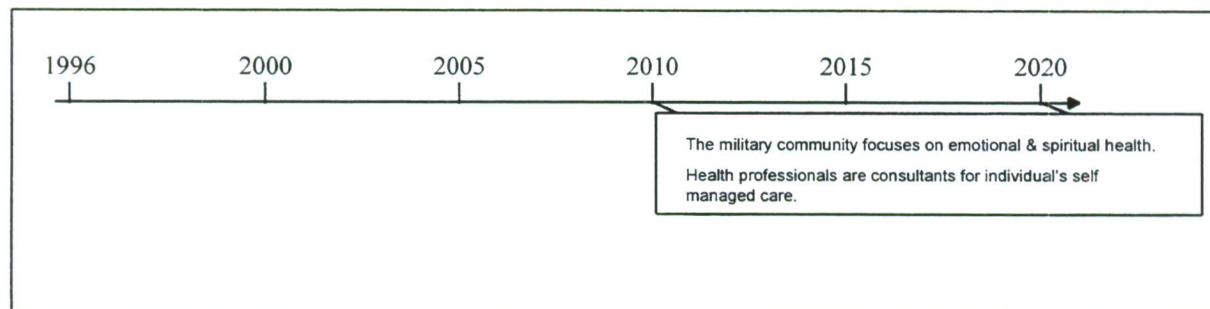 1996 2000 2005 2010 2015 2020
The military community focuses on emotional & spiritual health.
Health professionals are consultants for individual's self
managed care.